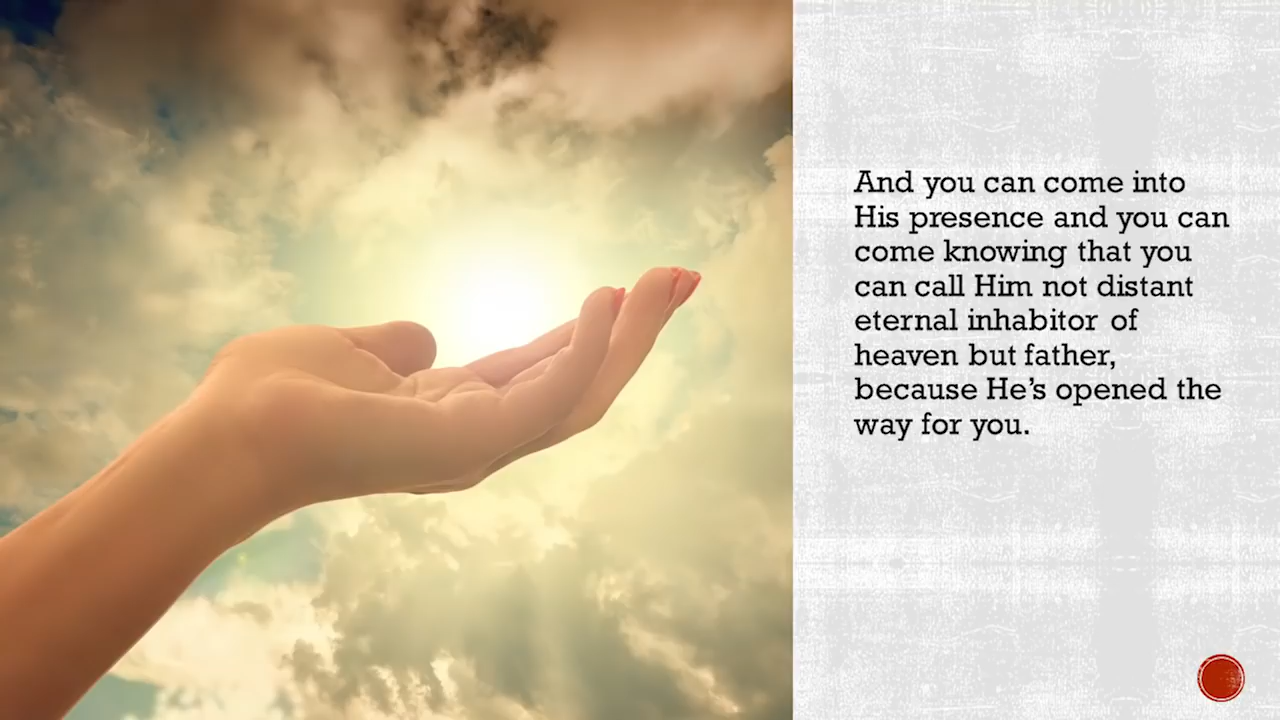 And you can come into
His presence and you can
come knowing that you
can call Him not distant
eternal inhabitor of
heaven but father,
because He’s opened the
way for you.